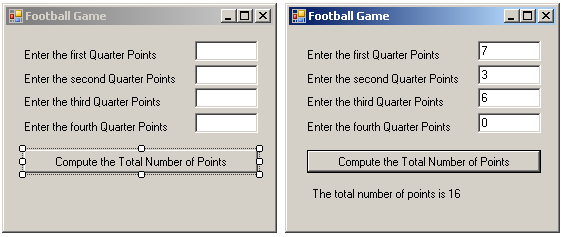 Football Game
Enter the first Quarter Points
Enter the second Quarter Points
Enter the third Quarter Points
Enter the fourth Quarter Points
Compute the Total Number of Points
Football Game
Enter the first Quarter Points 7
Enter the second Quarter Points 3
Enter the third Quarter Points 6
Enter the fourth Quarter Points 0
Compute the Total Number of Points
The total number of points is 16